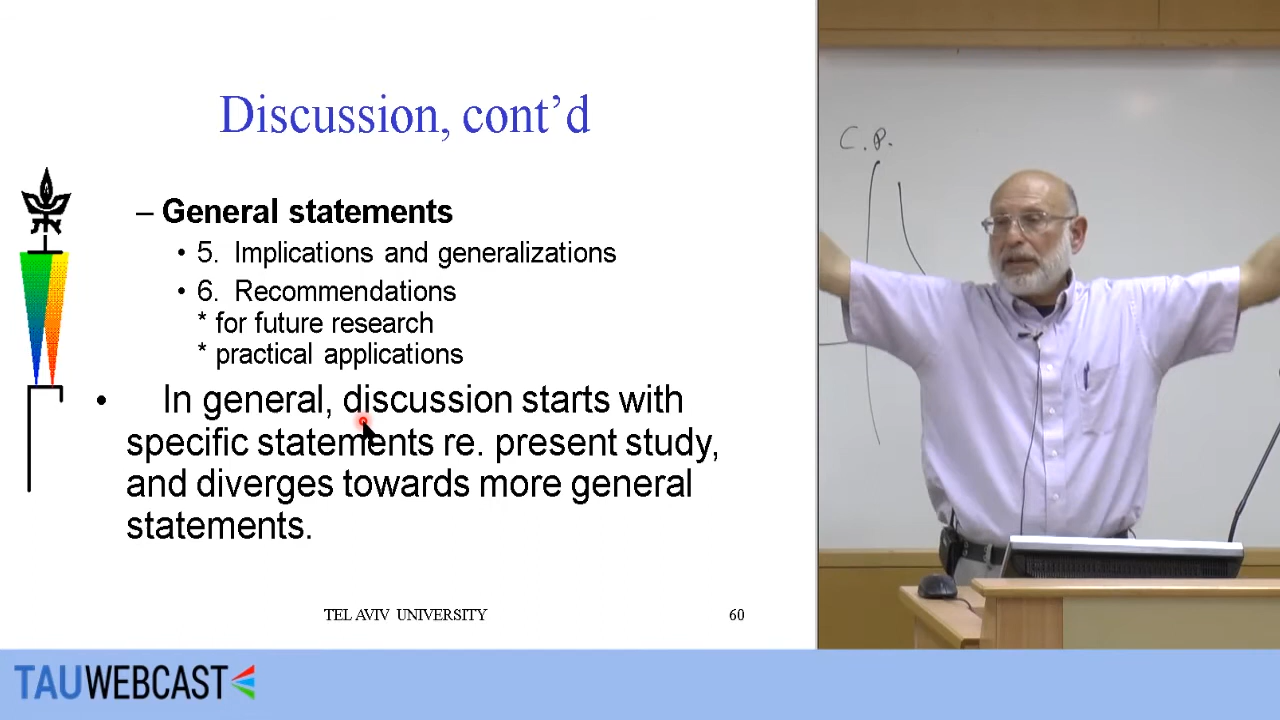 Discussion, cont’d
– General statements
• 5. Implications and generalizations
• 6. Recommendations
* for future research
* practical applications
• In general, discussion starts with
specific statements re. present study,
and diverges towards more general
statements.
TEL AVIV UNIVERSITY 60
C.P.
TAUWEBCAST